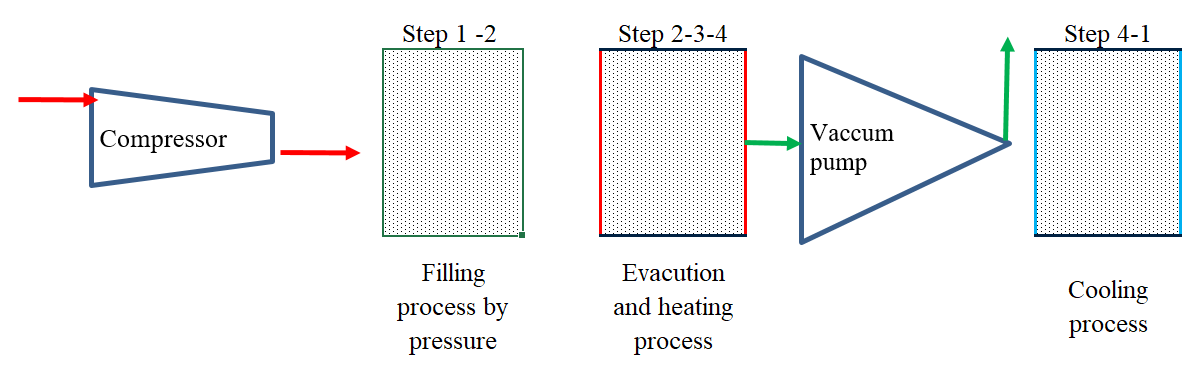 Step 1 -2
Step 2-3-4
Step 4-1
Compressor
Vaccum
pump
Filling
process by
pressure
Evacution
and heating
process
Cooling
process